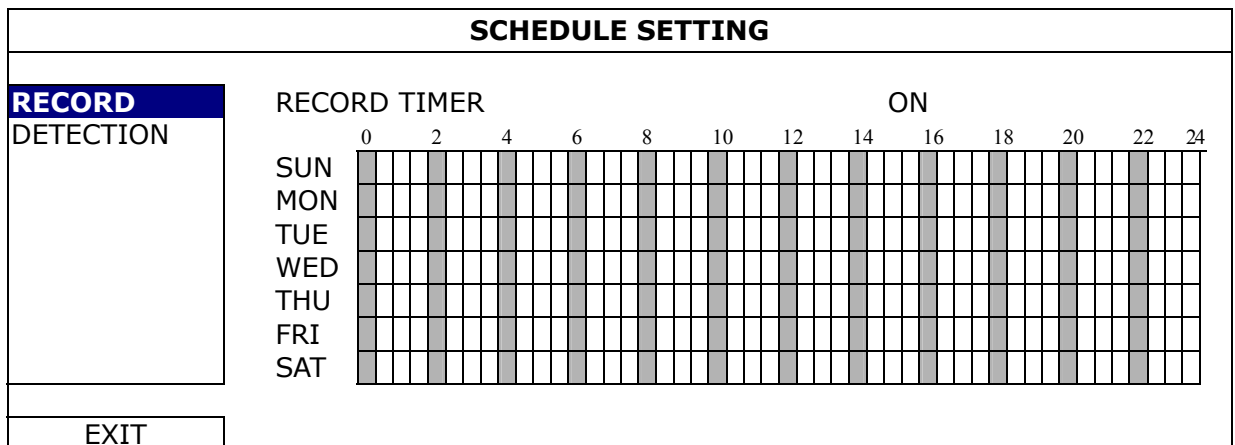 SCHEDULE SETTING
RECORD
DETECTION
RECORD TIMER ON
0 2 4 6 8 10 12 14 16 18 20 22 24
SUN
MON
TUE
WED
THU
FRI
SAT
EXIT